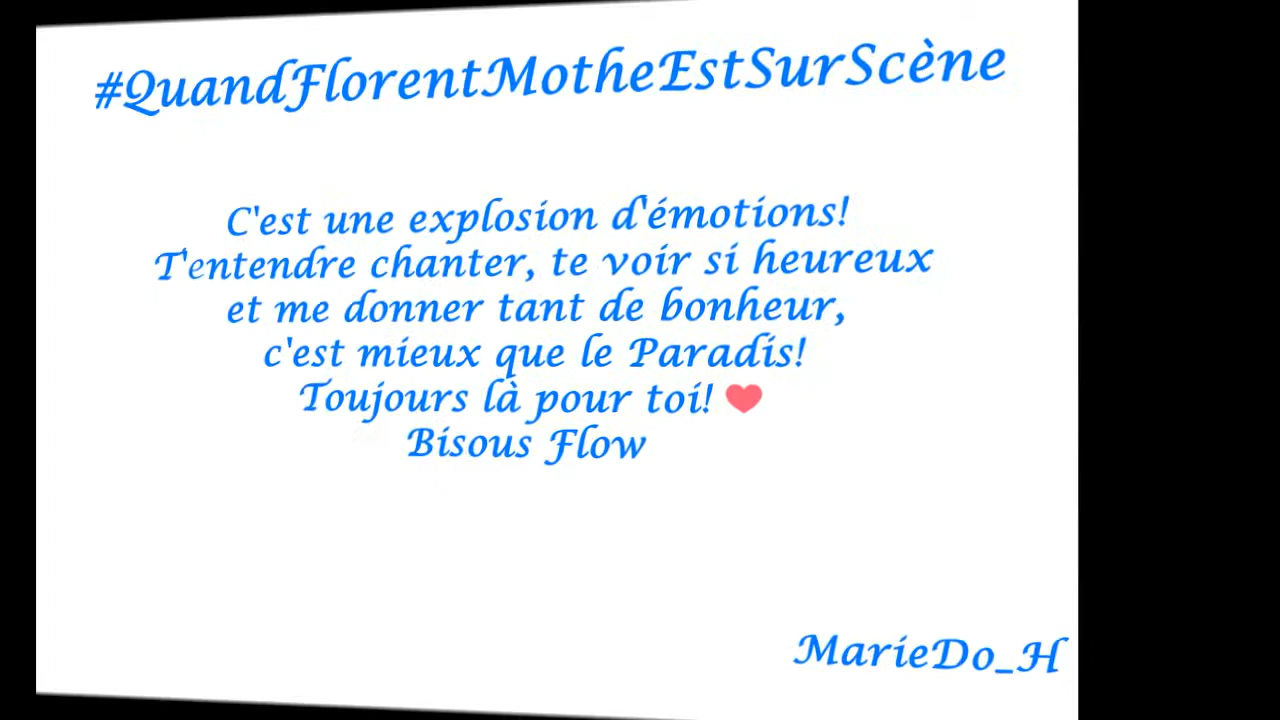 #QuandFlorentMotheEstSurScène
C'est une explosion d'émotions!
T'entendre chanter, te voir si heureux
et me donner tant de bonheur,
c'est mieux que le Paradis!
Toujours là pour toi! ❤
Bisous Flow
MarieDo_H